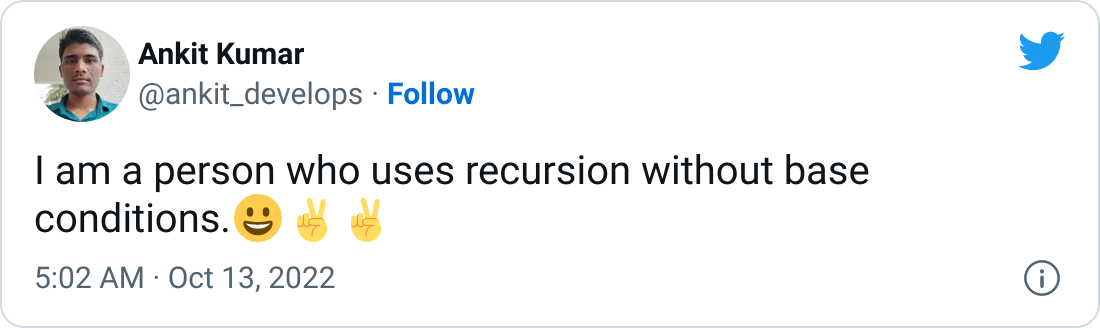 Ankit Kumar
@ankit_develops · Follow
I am a person who uses recursion without base
conditions.😀✌️✌️
5:02 AM · Oct 13, 2022